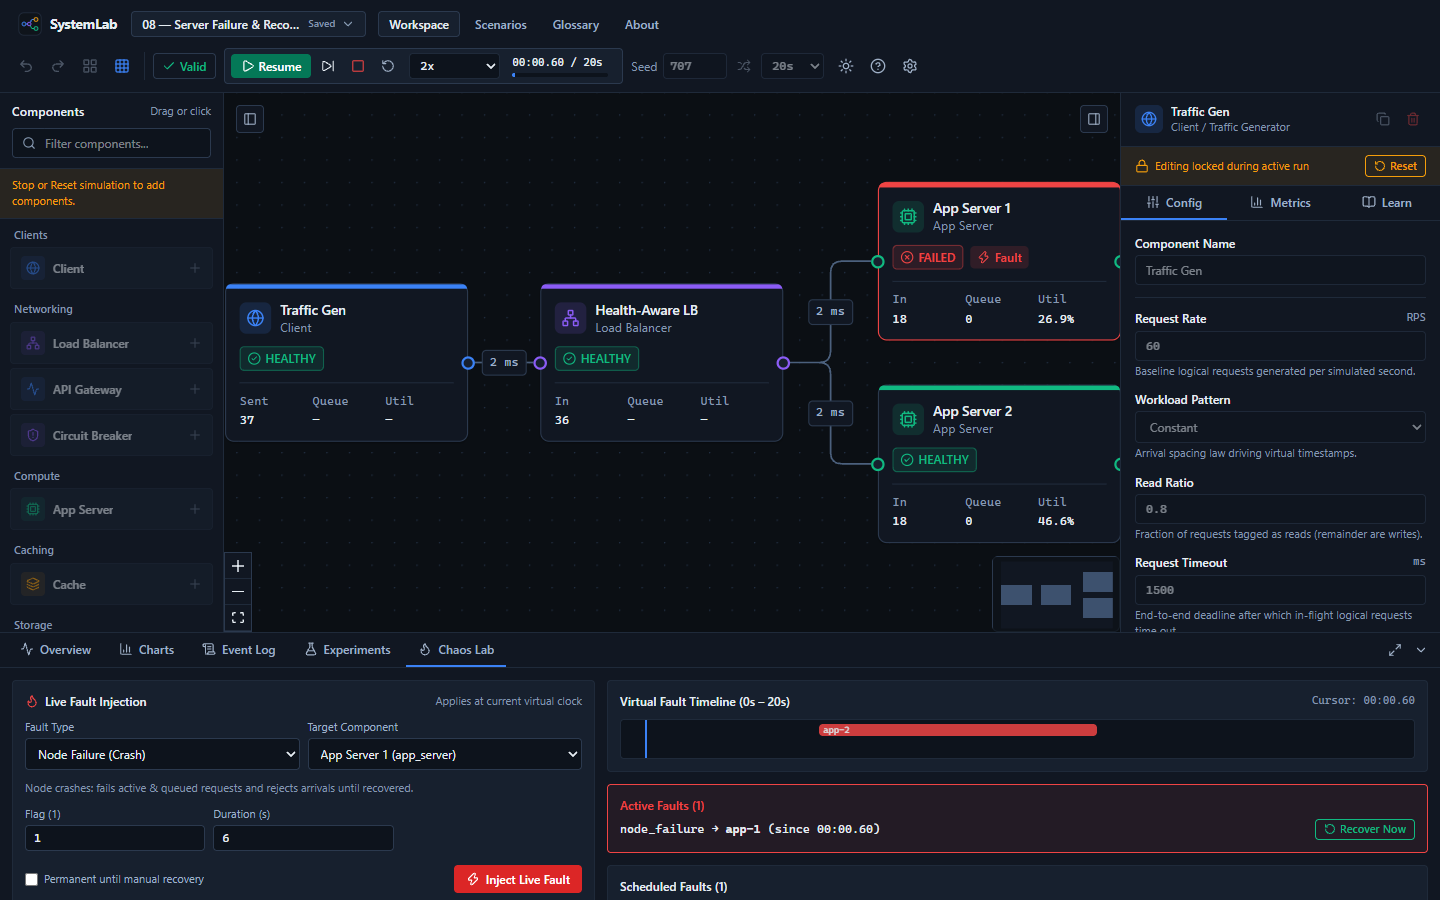 SystemLab
08 — Server Failure & Reco...
Saved
Workspace
Scenarios
Glossary
About
Valid
Resume
2x
00:00.60 / 20s
Seed
707
20s
Components
Drag or click
Filter components...
Stop or Reset simulation to add
components.
Clients
Client
Networking
Load Balancer
API Gateway
Circuit Breaker
Compute
App Server
Caching
Cache
Storage
Traffic Gen
Client
HEALTHY
Sent Queue Util
37 — —
2 ms
Health-Aware LB
Load Balancer
HEALTHY
In Queue Util
36 — —
2 ms
2 ms
App Server 1
App Server
FAILED
Fault
In Queue Util
18 0 26.9%
App Server 2
App Server
HEALTHY
In Queue Util
18 0 46.6%
Traffic Gen
Client / Traffic Generator
Editing locked during active run
Reset
Config
Metrics
Learn
Component Name
Traffic Gen
Request Rate
RPS
60
Baseline logical requests generated per simulated second.
Workload Pattern
Constant
Arrival spacing law driving virtual timestamps.
Read Ratio
0.8
Fraction of requests tagged as reads (remainder are writes).
Request Timeout
ms
1500
End-to-end deadline after which in-flight logical requests
time out.
Overview
Charts
Event Log
Experiments
Chaos Lab
Live Fault Injection
Applies at current virtual clock
Fault Type
Target Component
Node Failure (Crash)
App Server 1 (app_server)
Node crashes: fails active & queued requests and rejects arrivals until recovered.
Flag (1)
Duration (s)
1
6
Permanent until manual recovery
Inject Live Fault
Virtual Fault Timeline (0s – 20s)
Cursor: 00:00.60
app-2
Active Faults (1)
node_failure → app-1 (since 00:00.60)
Recover Now
Scheduled Faults (1)